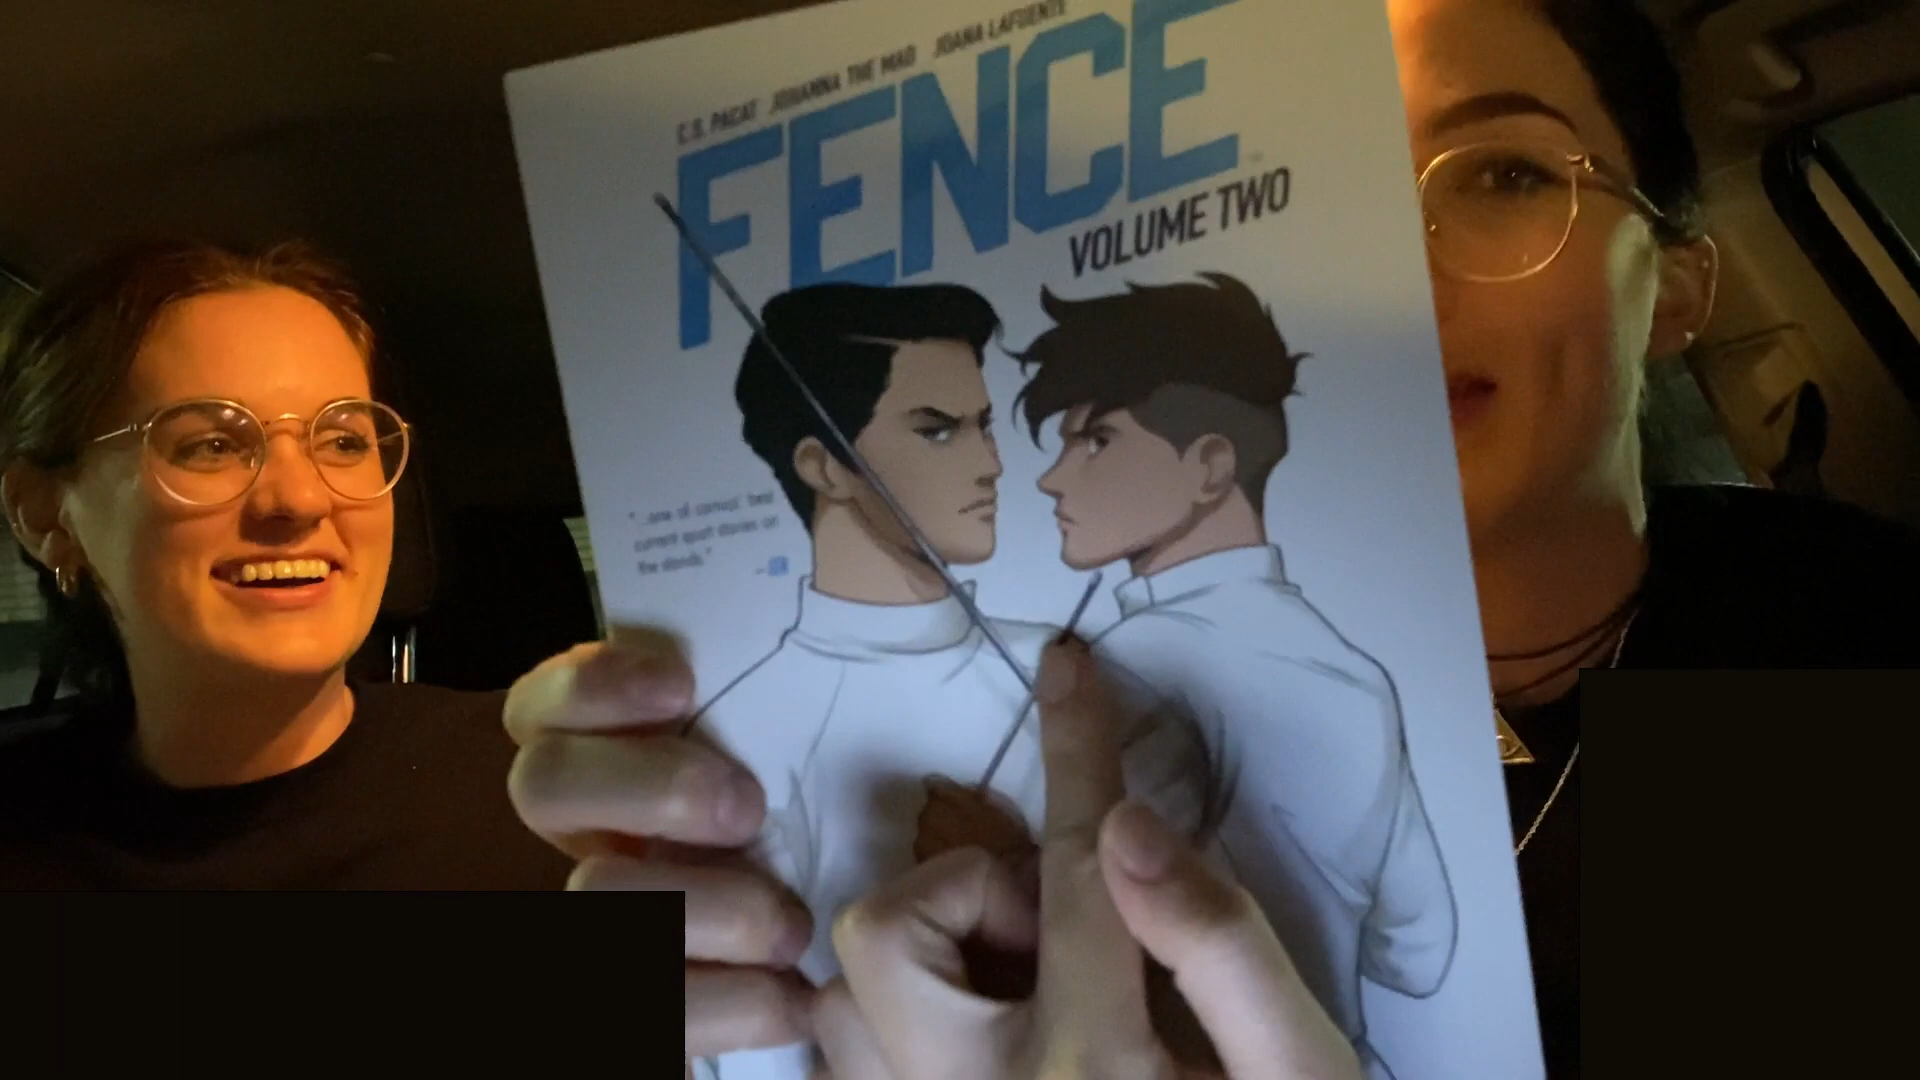 C.S. PACAT JOHANNA THE MAD JOANA LAFUENTE
FENCE
VOLUME TWO
"...one of comics' best
current sport stories on
the stands."